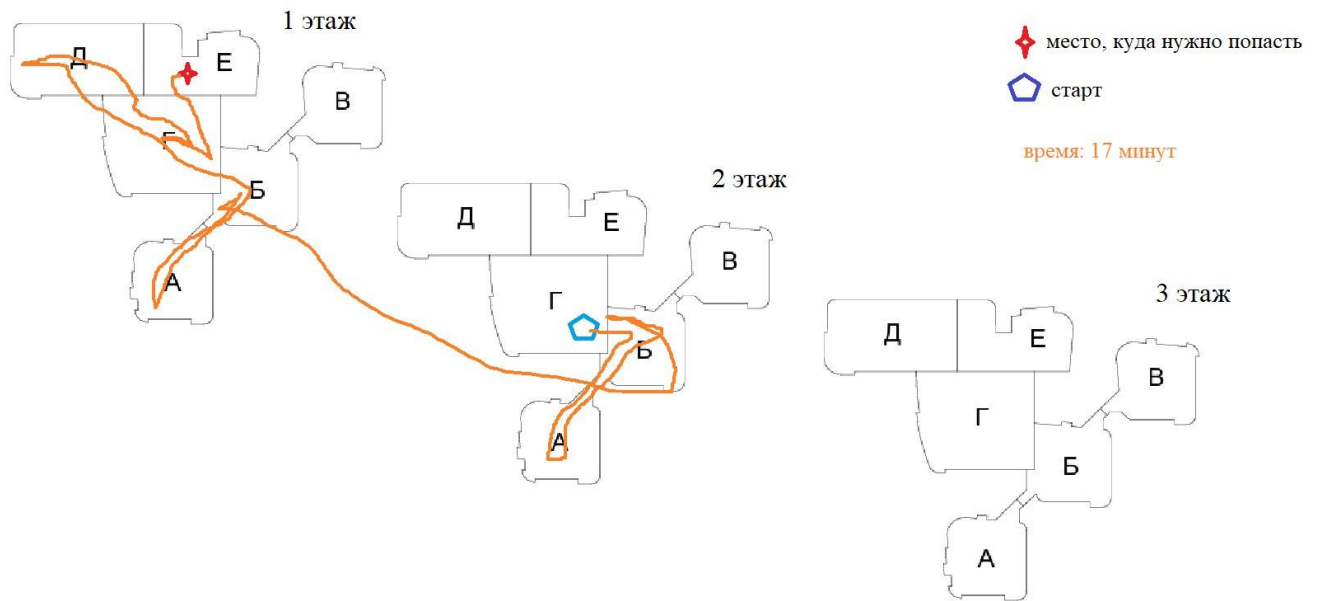 1 этаж
Д
Е
В
Г
Б
А
место, куда нужно попасть
старт
время: 17 минут
2 этаж
Д
Е
В
Г
Б
А
3 этаж
Д
Е
В
Г
Б
А